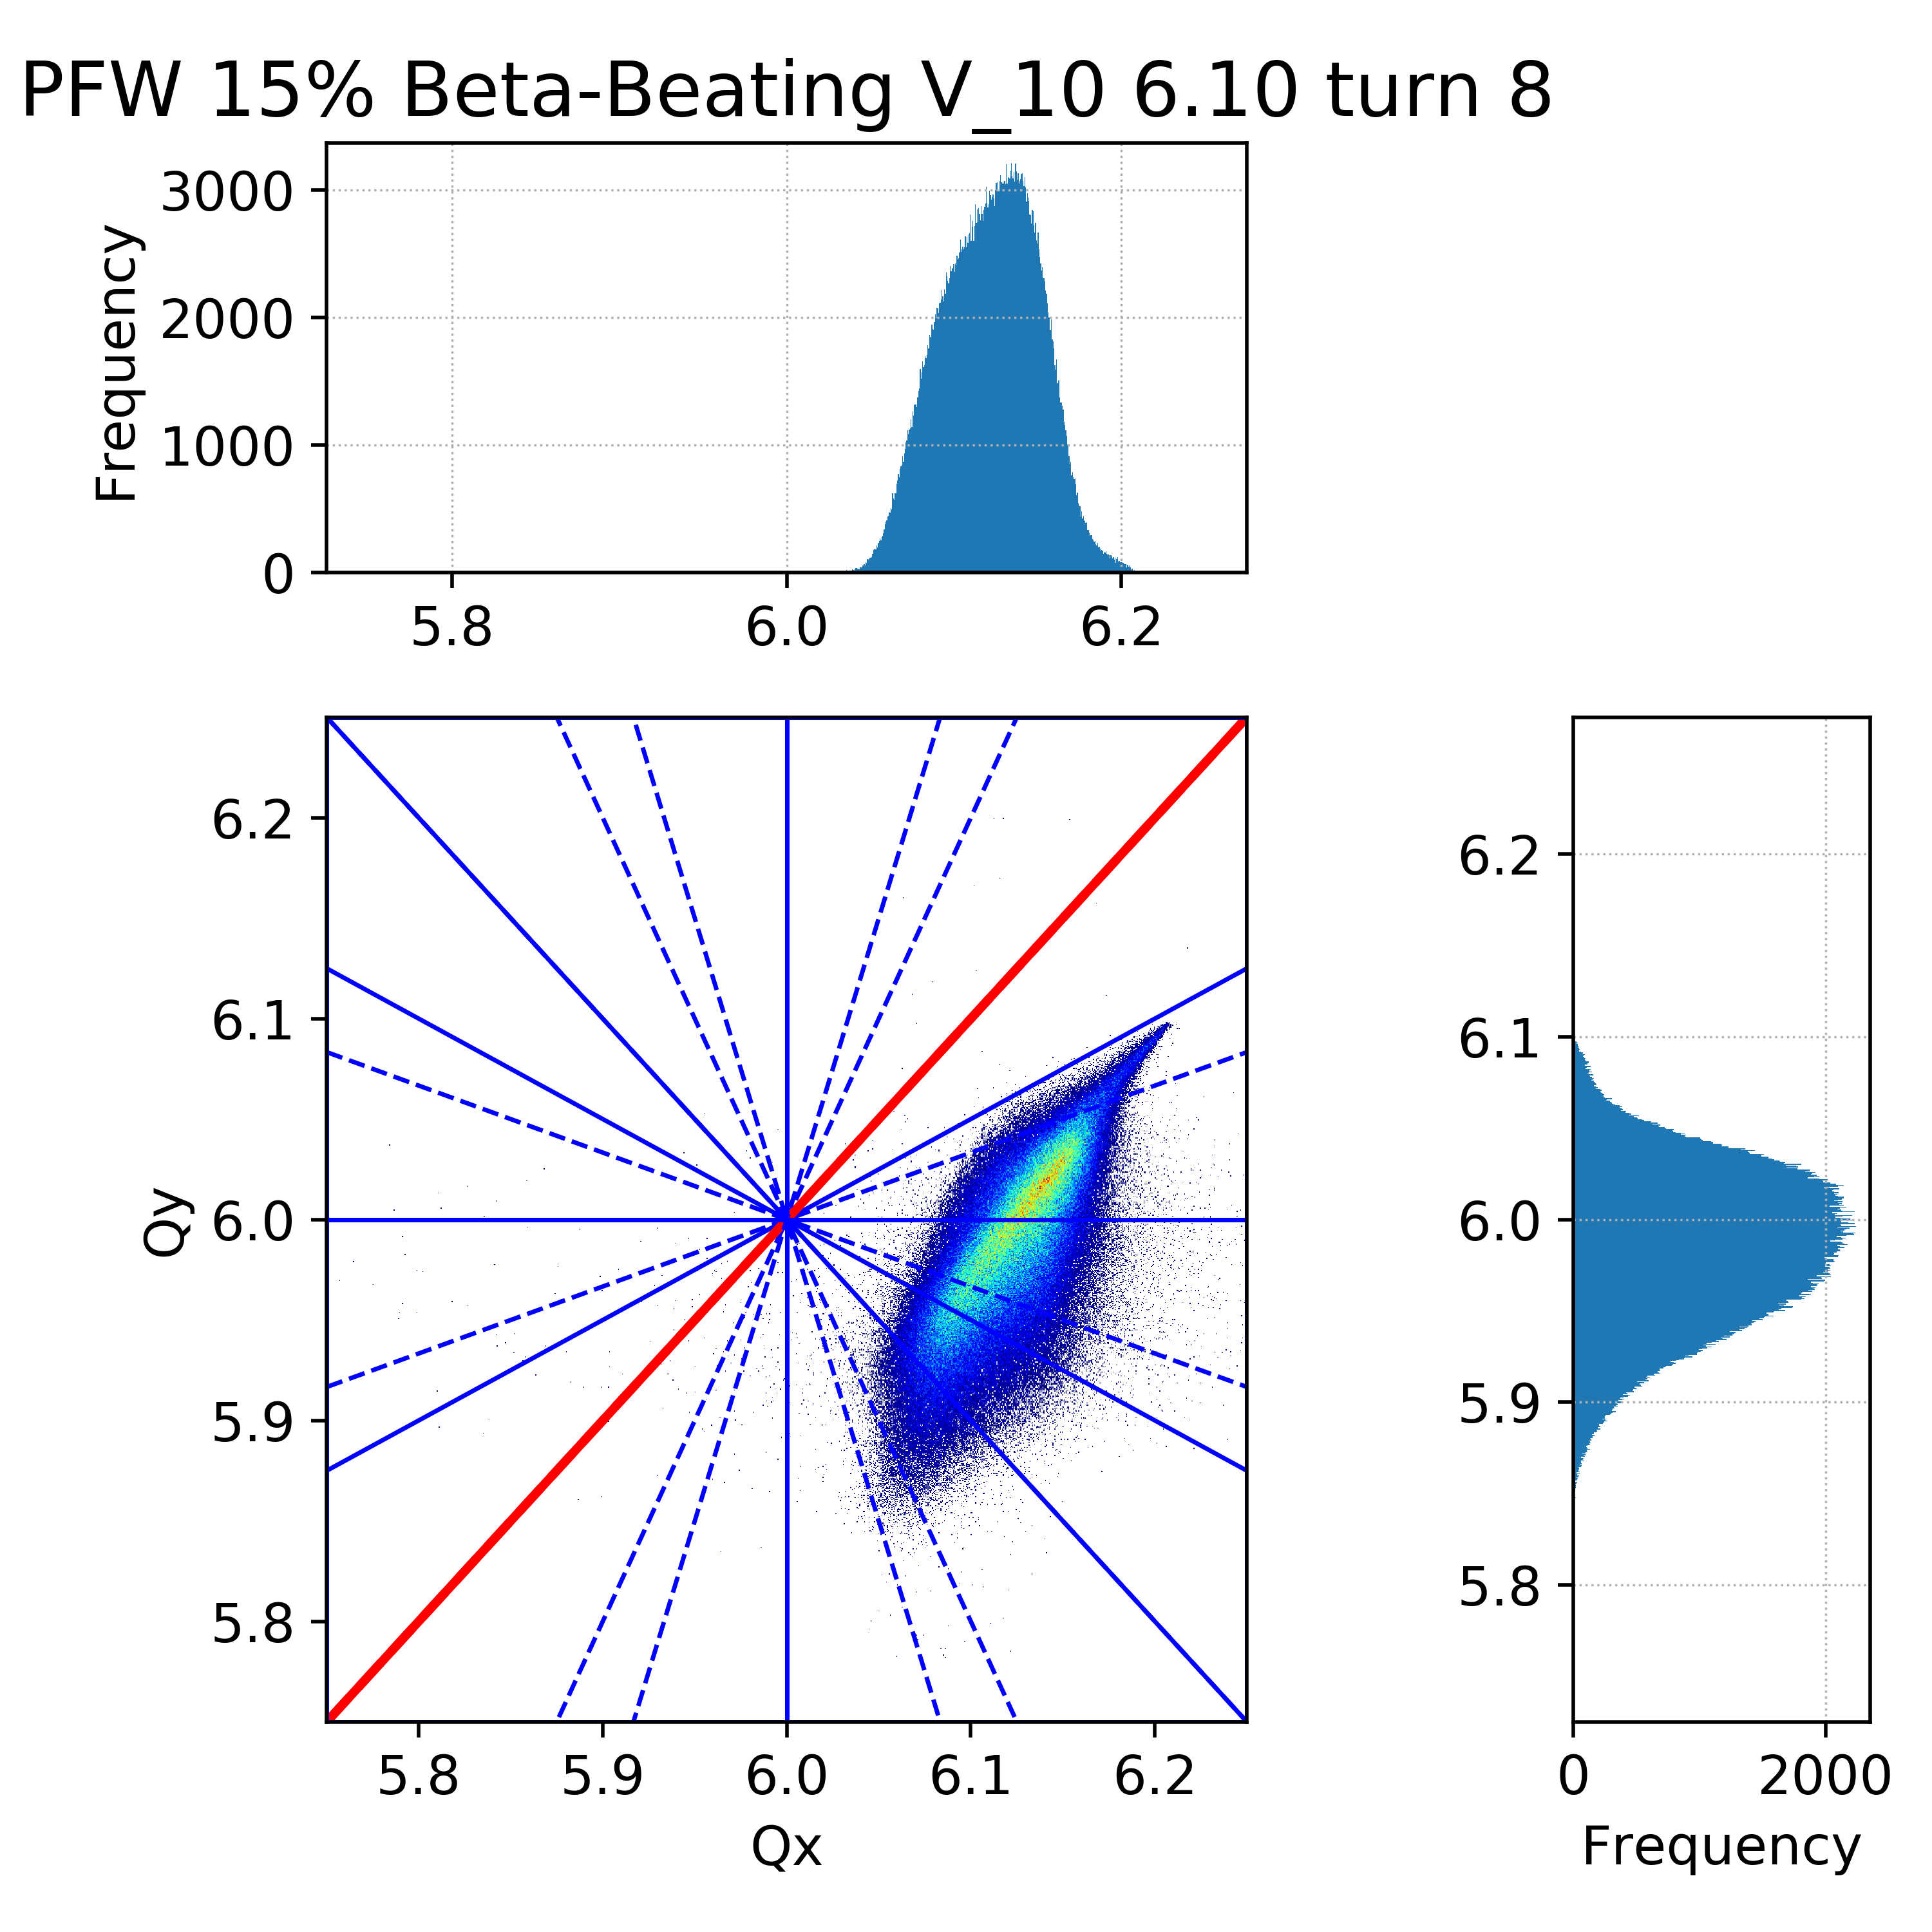 PFW 15% Beta-Beating V_10 6.10 turn 8
Frequency
3000
2000
1000
0
5.8 6.0 6.2
Qy
6.2
6.1
6.0
5.9
5.8
5.8 5.9 6.0 6.1 6.2
Qx
6.2
6.1
6.0
5.9
5.8
0 2000
Frequency